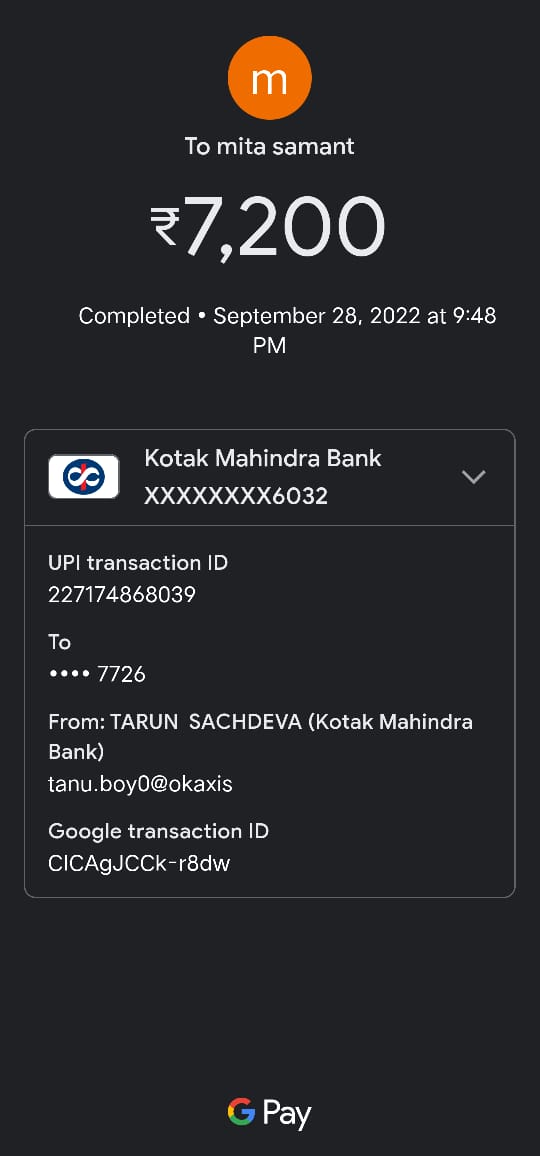 m
To mita samant
₹7,200
Completed • September 28, 2022 at 9:48
PM
Kotak Mahindra Bank
XXXXXXXX6032
UPI transaction ID
227174868039
To
•••• 7726
From: TARUN  SACHDEVA (Kotak Mahindra
Bank)
tanu.boy0@okaxis
Google transaction ID
CICAgJCCk-r8dw
G Pay